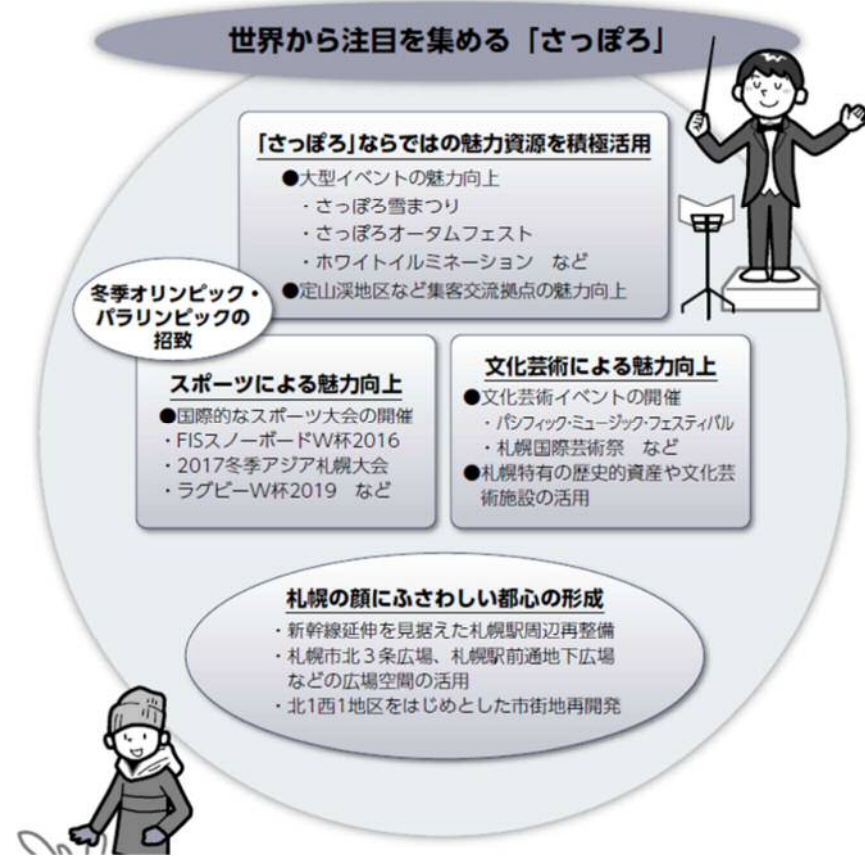 世界から注目を集める「さっぽろ」
「さっぽろ」ならではの魅力資源を積極活用
●大型イベントの魅力向上
・さっぽろ雪まつり
・さっぽろオータムフェスト
・ホワイトイルミネーション　など
●定山渓地区など集客交流拠点の魅力向上
冬季オリンピック・
パラリンピックの
招致
スポーツによる魅力向上
●国際的なスポーツ大会の開催
・FISスノーボードW杯2016
・2017冬季アジア札幌大会
・ラグビーW杯2019　など
文化芸術による魅力向上
●文化芸術イベントの開催
・パシフィック・ミュージック・フェスティバル
・札幌国際芸術祭　など
●札幌特有の歴史的資産や文化芸
術施設の活用
札幌の顔にふさわしい都心の形成
・新幹線延伸を見据えた札幌駅周辺再整備
・札幌市北３条広場、札幌駅前通地下広場
などの広場空間の活用
・北1西1地区をはじめとした市街地再開発